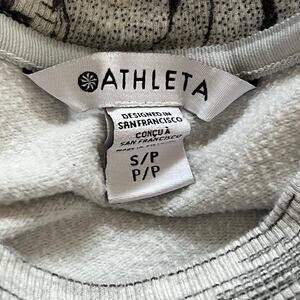 ATHLETA
DESIGNED IN
SAN FRANCISCO
CONÇU À
SAN FRANCISCO
S/P
P/P